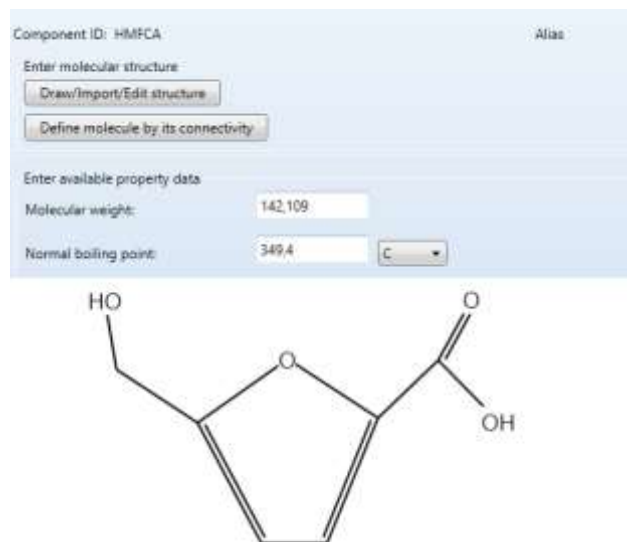 Component ID: HMFCA Alias
Enter molecular structure
Draw/Import/Edit structure
Define molecule by its connectivity
Enter available property data
Molecular weight: 142,109
Normal boiling point: 349,4 C
HO O
O
OH